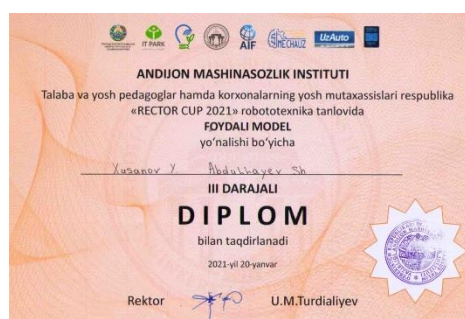 IT PARK
AIF
MECHAUZ
UzAuto
ANDIJON MASHINASOZLIK INSTITUTI
Talaba va yosh pedagoglar hamda korxonalarning yosh mutaxassislari respublika
«RECTOR CUP 2021» robototexnika tanlovida
FOYDALI MODEL
yo'nalishi bo'yicha
Xusanov Y. Abdulhayev Sh
III DARAJALI
DIPLOM
bilan taqdirlanadi
2021-yil 20-yanvar
Rektor U.M.Turdialiyev